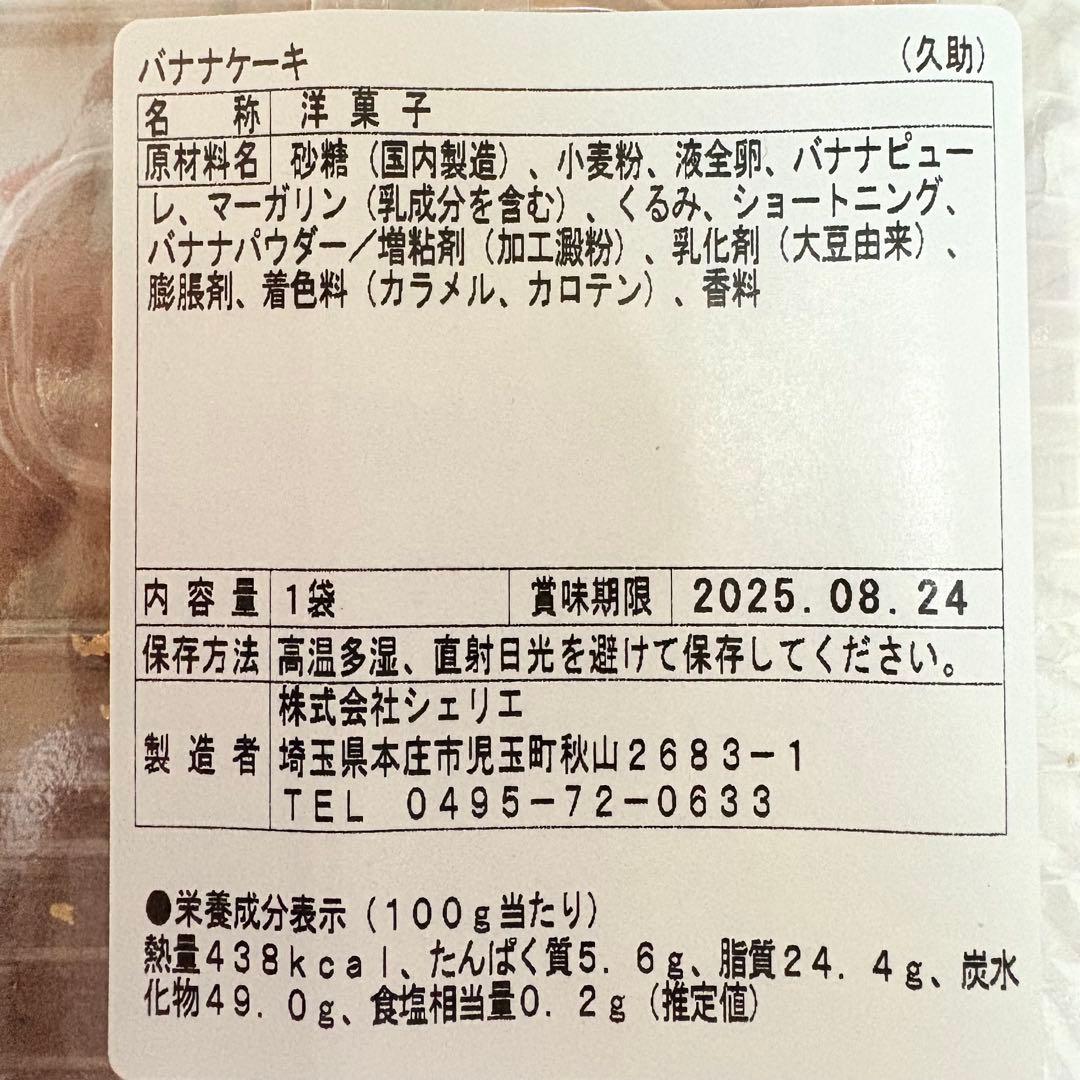 バナナケーキ (久助)
名 称 洋 菓 子
原材料名 砂糖（国内製造）、小麦粉、液全卵、バナナピュー
レ、マーガリン（乳成分を含む）、くるみ、ショートニング、
バナナパウダー／増粘剤（加工澱粉）、乳化剤（大豆由来）、
膨脹剤、着色料（カラメル、カロテン）、香料
内 容 量 1袋 賞味期限 2025.08.24
保存方法 高温多湿、直射日光を避けて保存してください。
株式会社シェリエ
製 造 者 埼玉県本庄市児玉町秋山２６８３－１
ＴＥＬ ０４９５－７２－０６３３
●栄養成分表示（１００ｇ当たり）
熱量４３８ｋｃａｌ、たんぱく質５．６ｇ、脂質２４．４ｇ、炭水
化物４９．０ｇ、食塩相当量０．２ｇ（推定値）